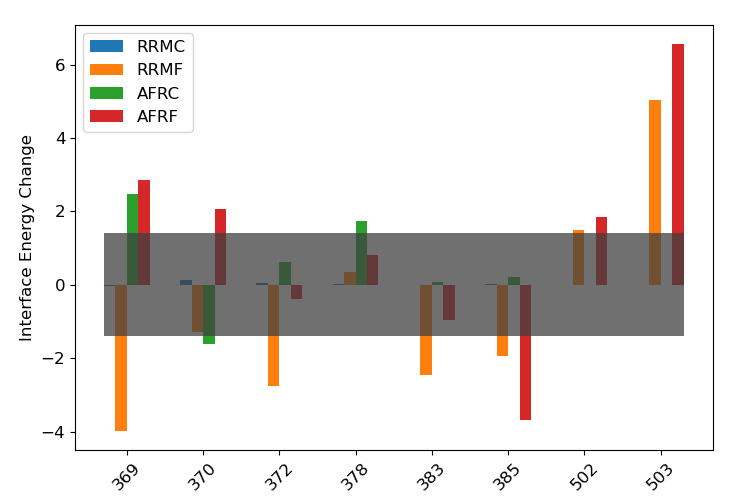 RRMC
RRMF
AFRC
AFRF
Interface Energy Change
6
4
2
0
−2
−4
369 370 372 378 383 385 502 503